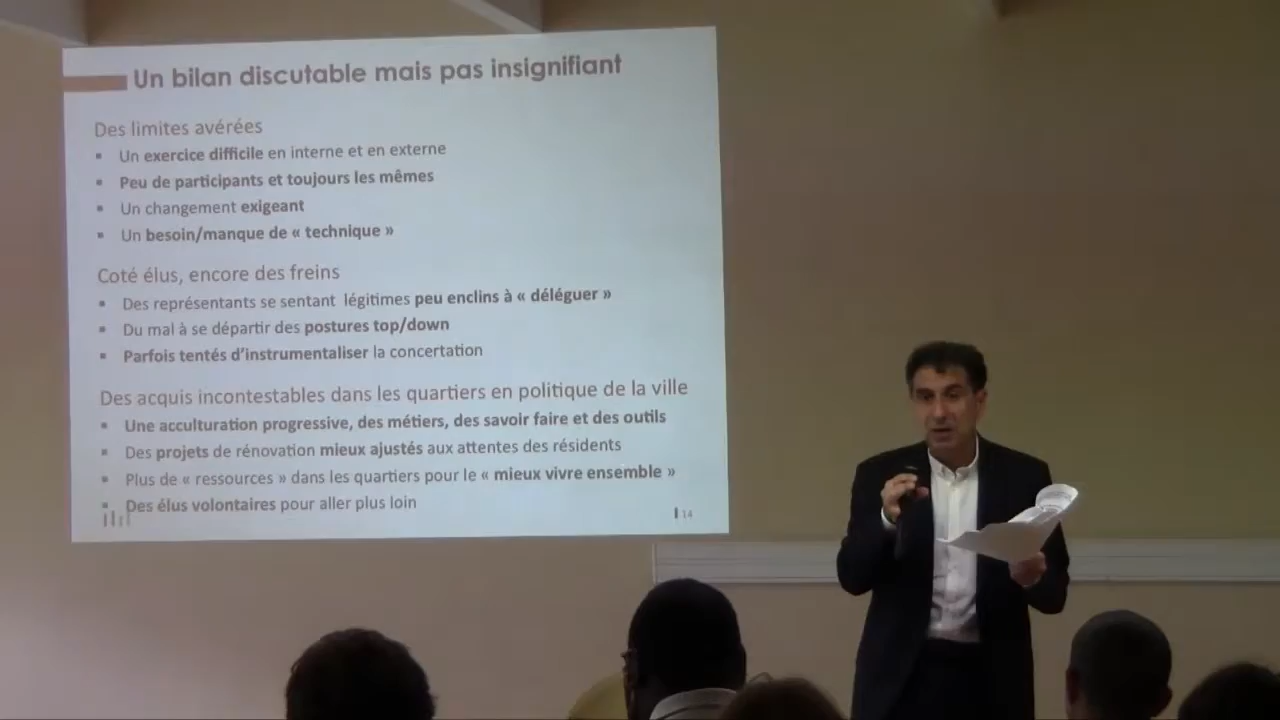 Un bilan discutable mais pas insignifiant
Des limites avérées
▪ Un exercice difficile en interne et en externe
▪ Peu de participants et toujours les mêmes
▪ Un changement exigeant
▪ Un besoin/manque de « technique »
Coté élus, encore des freins
▪ Des représentants se sentant légitimes peu enclins à « déléguer »
▪ Du mal à se départir des postures top/down
▪ Parfois tentés d'instrumentaliser la concertation
Des acquis incontestables dans les quartiers en politique de la ville
▪ Une acculturation progressive, des métiers, des savoir faire et des outils
▪ Des projets de rénovation mieux ajustés aux attentes des résidents
▪ Plus de « ressources » dans les quartiers pour le « mieux vivre ensemble »
▪ Des élus volontaires pour aller plus loin
14